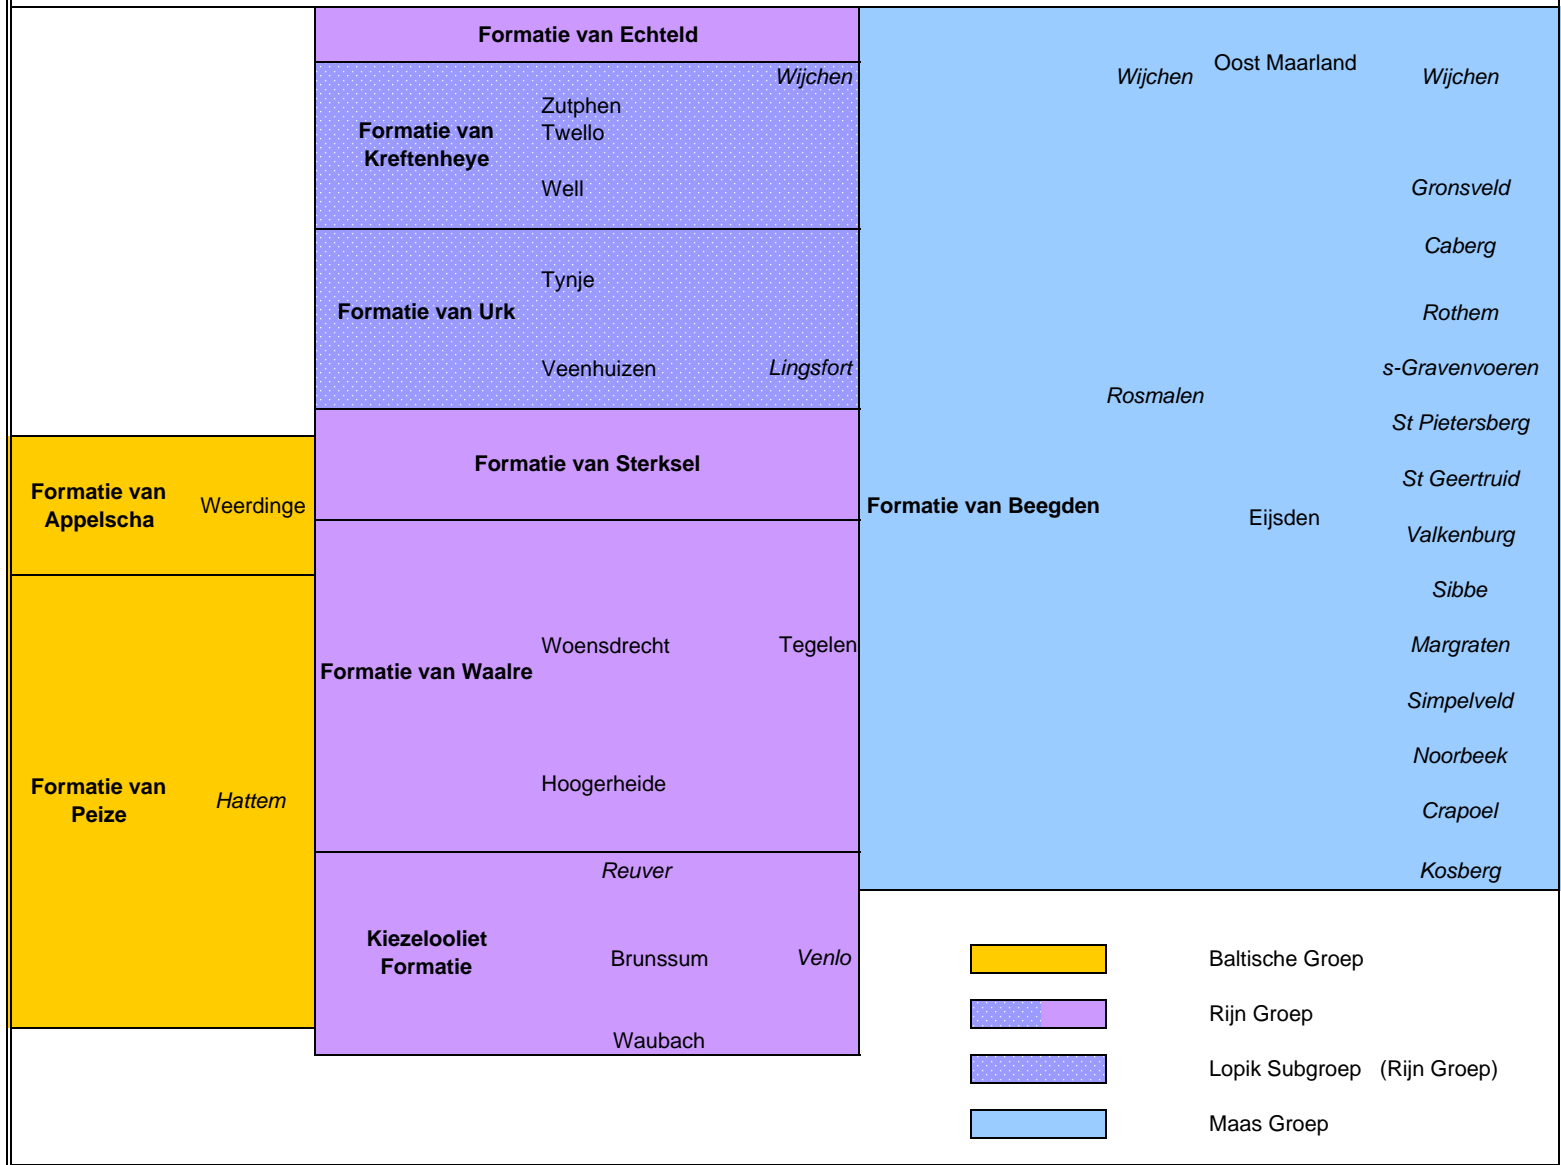 Formatie van Echteld
Wijchen
Zutphen
Twello
Formatie van
Kreftenheye
Well
Tynje
Formatie van Urk
Veenhuizen
Lingsfort
Formatie van Sterksel
Formatie van
Appelscha
Weerdinge
Woensdrecht
Tegelen
Formatie van Waalre
Hoogerheide
Formatie van
Peize
Hattem
Reuver
Kiezelooliet
Formatie
Brunssum
Venlo
Waubach
Formatie van Beegden
Wijchen
Rosmalen
Oost Maarland
Eijsden
Wijchen
Gronsveld
Caberg
Rothem
s-Gravenvoeren
St Pietersberg
St Geertruid
Valkenburg
Sibbe
Margraten
Simpelveld
Noorbeek
Crapoel
Kosberg
Baltische Groep
Rijn Groep
Lopik Subgroep (Rijn Groep)
Maas Groep